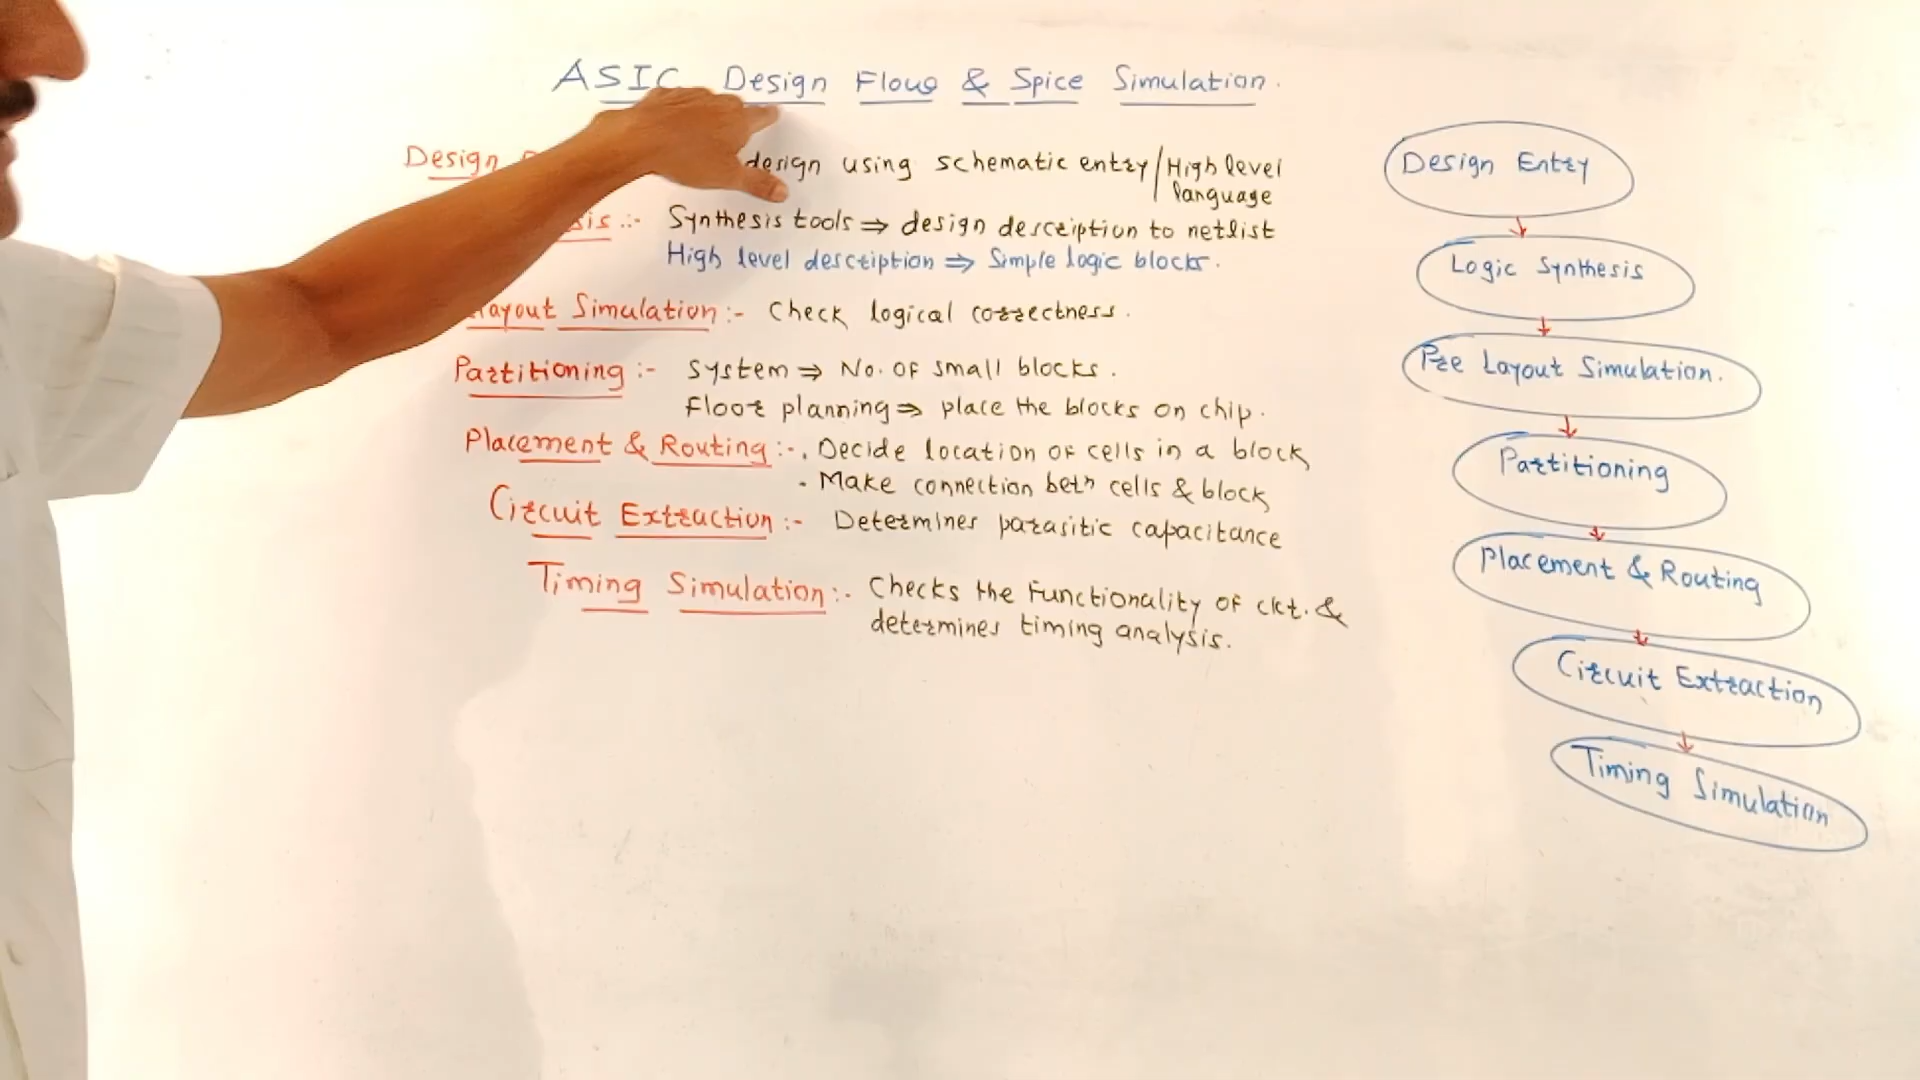 ASIC Design Flow & Spice Simulation.
Design design using schematic entry / High level
language
Synthesis tools ⇒ design description to netlist
High level description ⇒ Simple logic blocks.
Layout Simulation :- Check logical correctness.
Partitioning :- System ⇒ No. of small blocks.
Floor planning ⇒ place the blocks on chip.
Placement & Routing :- . Decide location of cells in a block
. Make connection betn cells & block
Circuit Extraction :- Determines parasitic capacitance
Timing Simulation :- Checks the functionality of ckt. &
determines timing analysis.
Design Entry
Logic Synthesis
Pre Layout Simulation.
Partitioning
Placement & Routing
Circuit Extraction
Timing Simulation